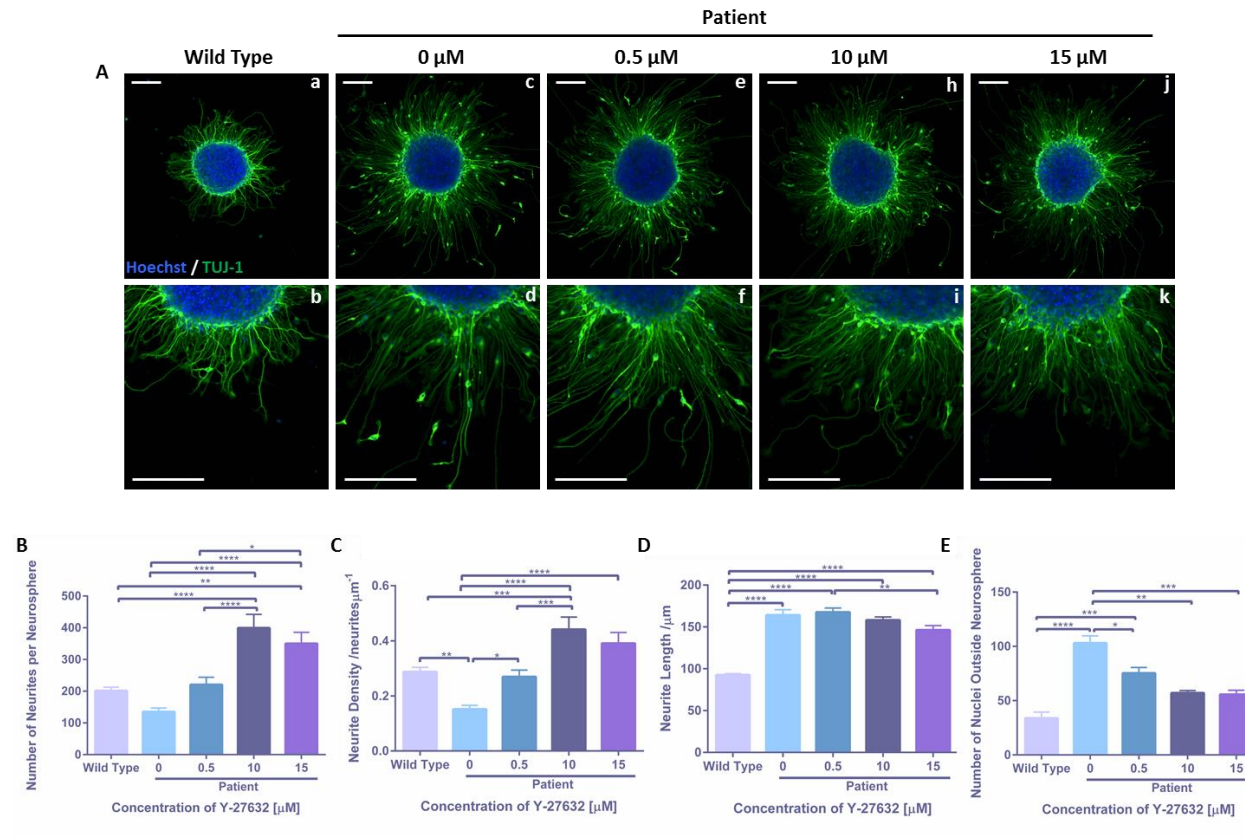 Patient
Wild Type 0 µM 0.5 µM 10 µM 15 µM
A
a c e h j
Hoechst / TUJ-1
b d f i k
B
Number of Neurites per Neurosphere
500
400
300
200
100
0
*
****
****
**
****
****
Wild Type 0 0.5 10 15
Patient
Concentration of Y-27632 [µM]
C
Neurite Density /neuritesµm-1
0.6
0.4
0.2
0.0
****
****
***
***
** *
Wild Type 0 0.5 10 15
Patient
Concentration of Y-27632 [µM]
D
Neurite Length /µm
200
150
100
50
0
****
****
**** **
****
Wild Type 0 0.5 10 15
Patient
Concentration of Y-27632 [µM]
E
Number of Nuclei Outside Neurosphere
150
100
50
0
***
**
***
**** *
Wild Type 0 0.5 10 15
Patient
Concentration of Y-27632 [µM]